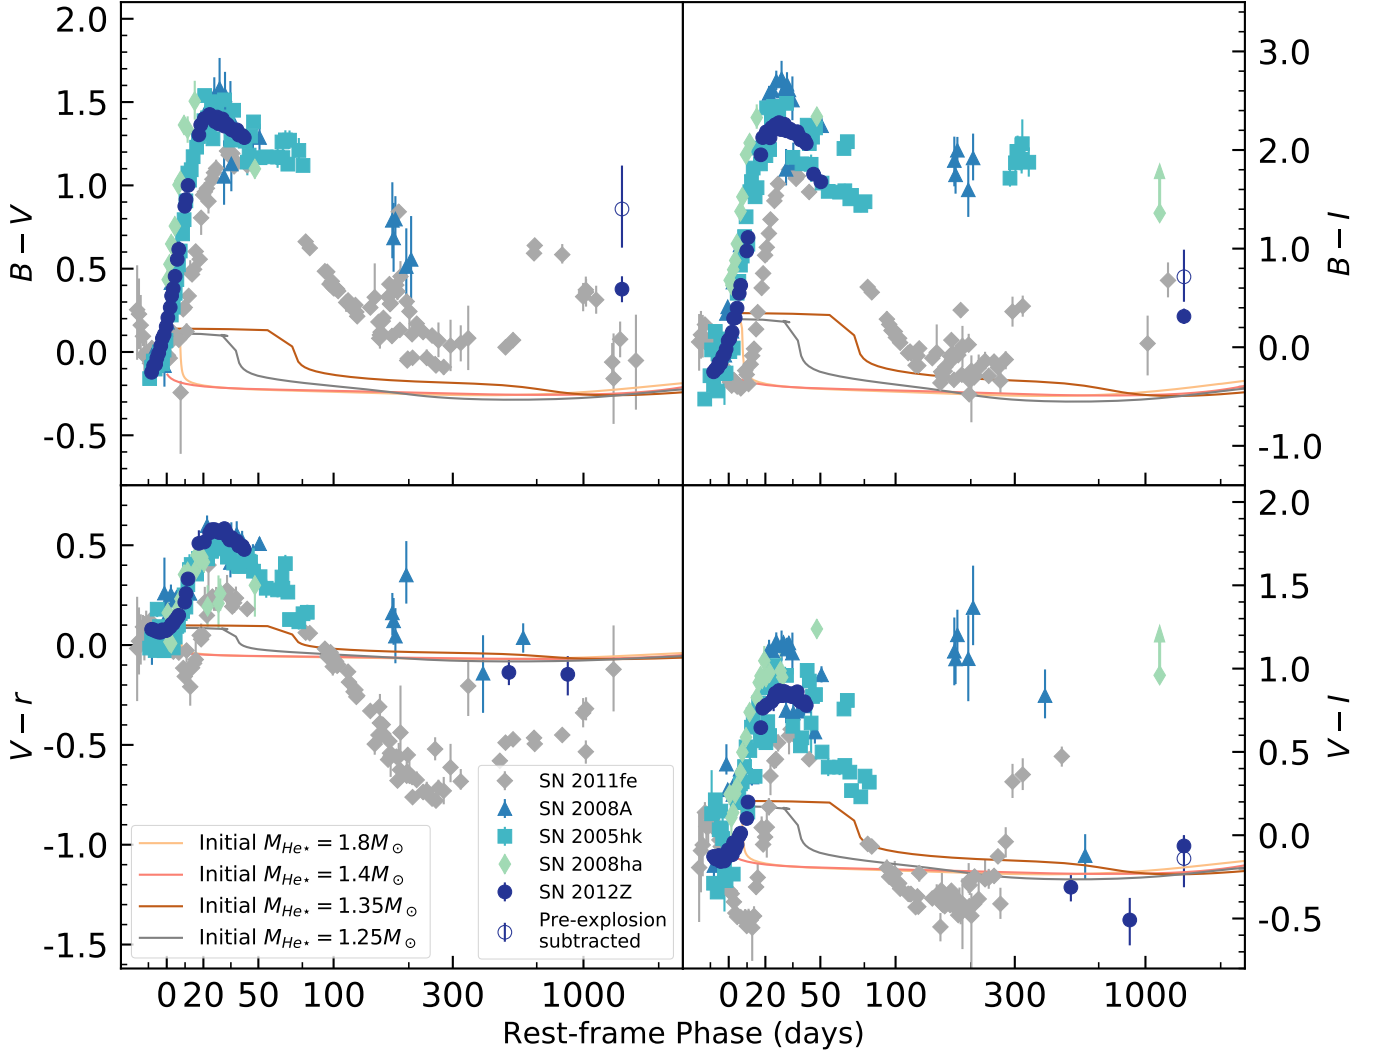 2.0
1.5
1.0
0.5
0.0
-0.5
B − V
3.0
2.0
1.0
0.0
-1.0
B − I
0.5
0.0
-0.5
-1.0
-1.5
V − r
2.0
1.5
1.0
0.5
0.0
-0.5
V − I
Initial M_He⋆ = 1.8M_⊙
Initial M_He⋆ = 1.4M_⊙
Initial M_He⋆ = 1.35M_⊙
Initial M_He⋆ = 1.25M_⊙
SN 2011fe
SN 2008A
SN 2005hk
SN 2008ha
SN 2012Z
Pre-explosion
subtracted
0 20 50 100 300 1000
0 20 50 100 300 1000
Rest-frame Phase (days)